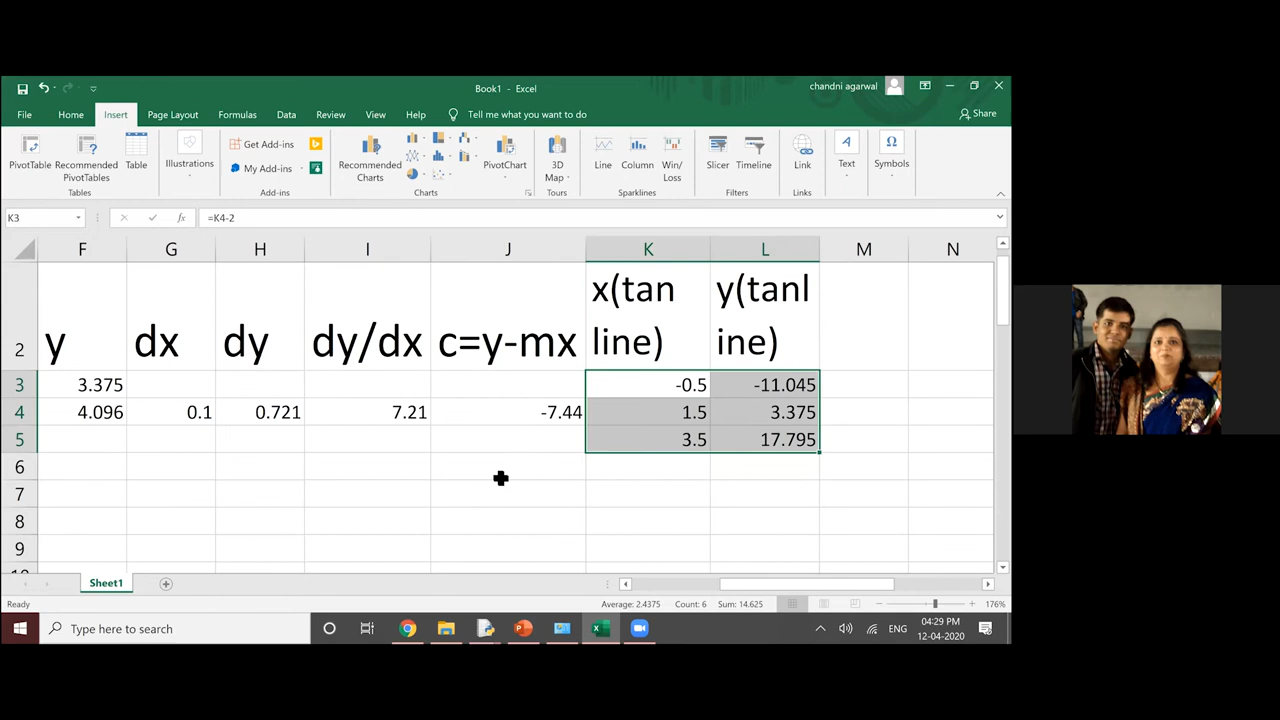 Book1 - Excel
chandni agarwal
File Home Insert Page Layout Formulas Data Review View Help Tell me what you want to do Share
PivotTable Recommended PivotTables Table Illustrations Get Add-ins My Add-ins Recommended Charts PivotChart 3D Map Line Column Win/Loss Slicer Timeline Link Text Symbols
Tables Add-ins Charts Tours Sparklines Filters Links
K3 fx =K4-2
F G H I J K L M N
2 y dx dy dy/dx c=y-mx x(tan line) y(tanl ine)
3 3.375 -0.5 -11.045
4 4.096 0.1 0.721 7.21 -7.44 1.5 3.375
5 3.5 17.795
6
7
8
9
Sheet1
Ready Average: 2.4375 Count: 6 Sum: 14.625 176%
Type here to search ENG 04:29 PM
12-04-2020